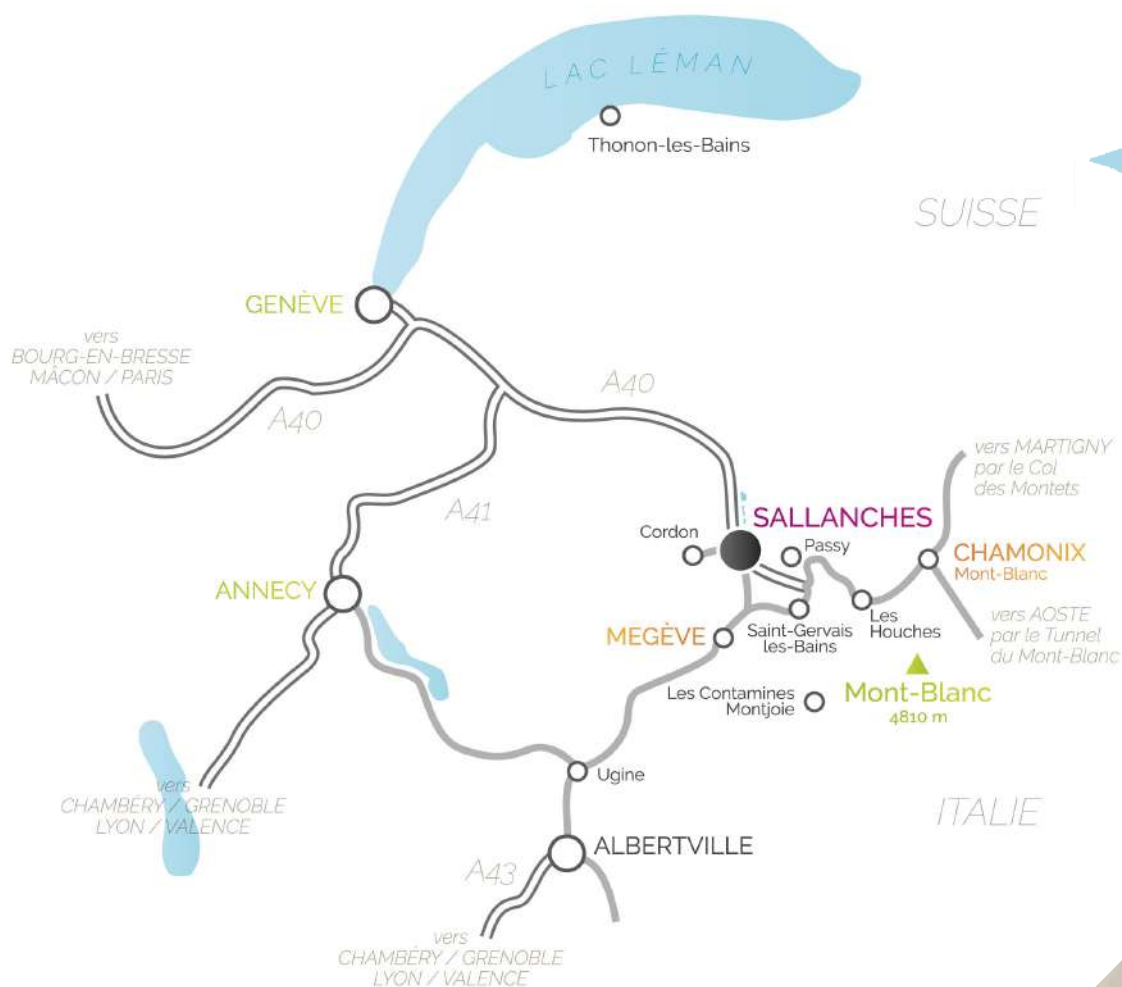 LAC LÉMAN
Thonon-les-Bains
SUISSE
GENÈVE
vers
BOURG-EN-BRESSE
MÂCON / PARIS
A40
A40
vers MARTIGNY
par le Col
des Montets
A41
SALLANCHES
Cordon
Passy
CHAMONIX
Mont-Blanc
ANNECY
Les
Houches
vers AOSTE
par le Tunnel
du Mont-Blanc
MEGÈVE
Saint-Gervais
les-Bains
Mont-Blanc
4810 m
Les Contamines
Montjoie
Ugine
vers
CHAMBÉRY / GRENOBLE
LYON / VALENCE
ITALIE
ALBERTVILLE
A43
vers
CHAMBÉRY / GRENOBLE
LYON / VALENCE